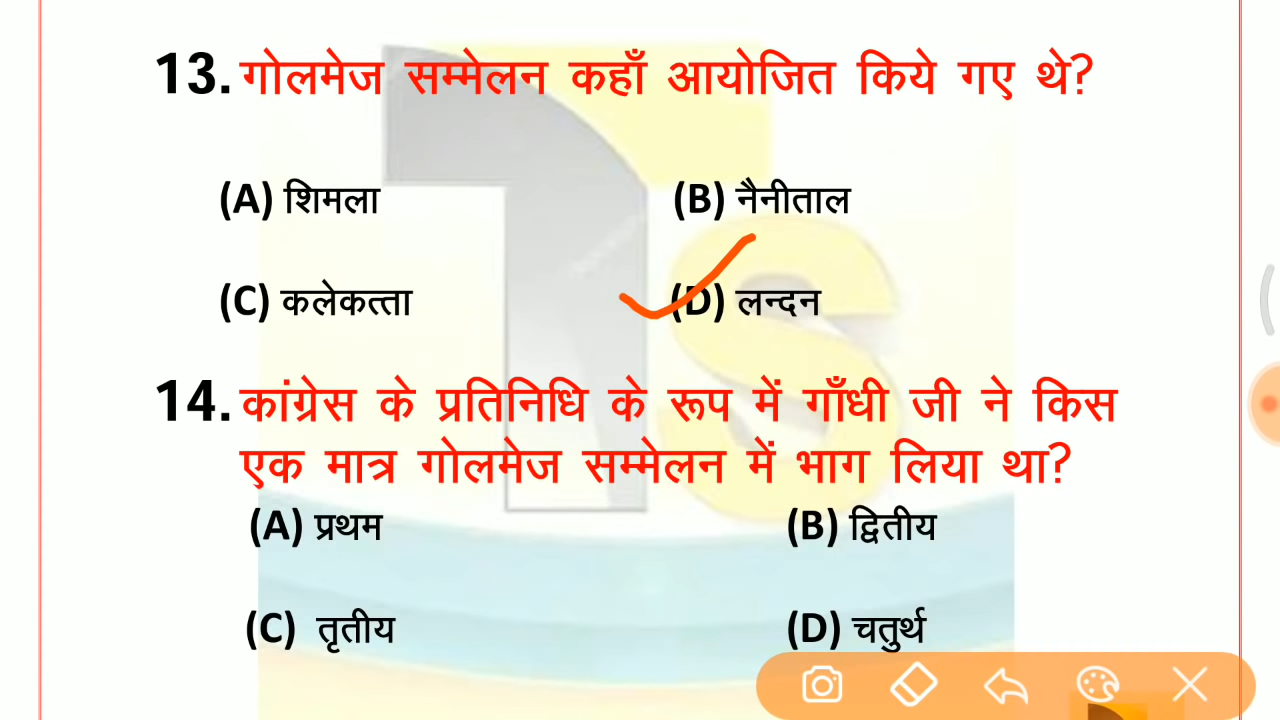 13. गोलमेज सम्मेलन कहाँ आयोजित किये गए थे?
(A) शिमला (B) नैनीताल
(C) कलेकत्ता (D) लन्दन
14. कांग्रेस के प्रतिनिधि के रूप में गाँधी जी ने किस
एक मात्र गोलमेज सम्मेलन में भाग लिया था?
(A) प्रथम (B) द्वितीय
(C) तृतीय (D) चतुर्थ